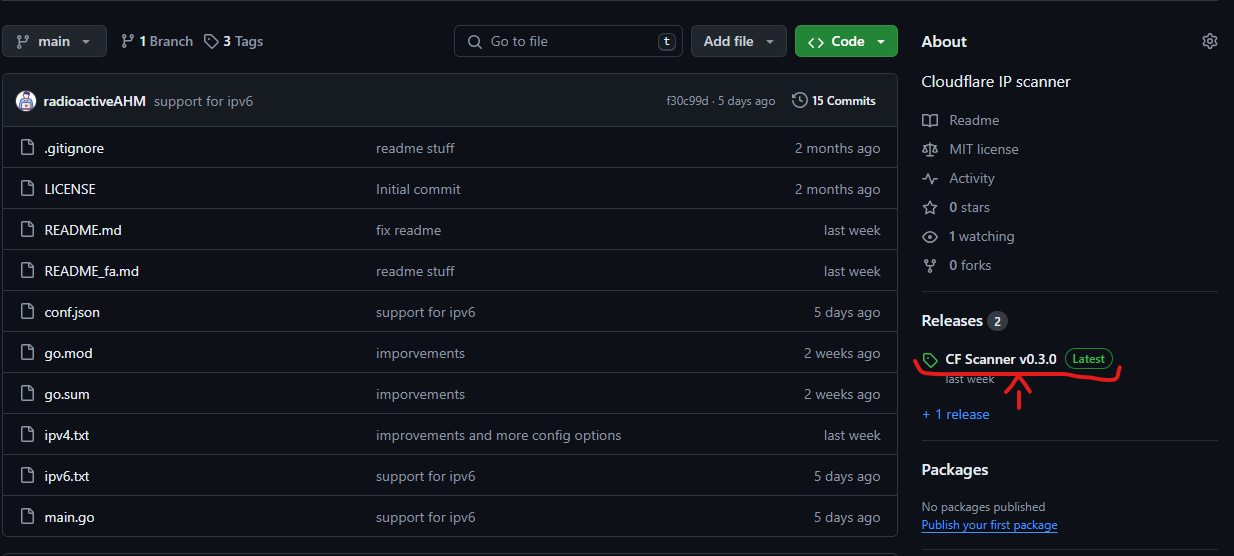 main
1 Branch
3 Tags
Go to file
t
Add file
Code
radioactiveAHM support for ipv6
f30c99d · 5 days ago
15 Commits
.gitignore readme stuff 2 months ago
LICENSE Initial commit 2 months ago
README.md fix readme last week
README_fa.md readme stuff last week
conf.json support for ipv6 5 days ago
go.mod imporvements 2 weeks ago
go.sum imporvements 2 weeks ago
ipv4.txt improvements and more config options last week
ipv6.txt support for ipv6 5 days ago
main.go support for ipv6 5 days ago
About
Cloudflare IP scanner
Readme
MIT license
Activity
0 stars
1 watching
0 forks
Releases 2
CF Scanner v0.3.0 Latest
last week
+ 1 release
Packages
No packages published
Publish your first package